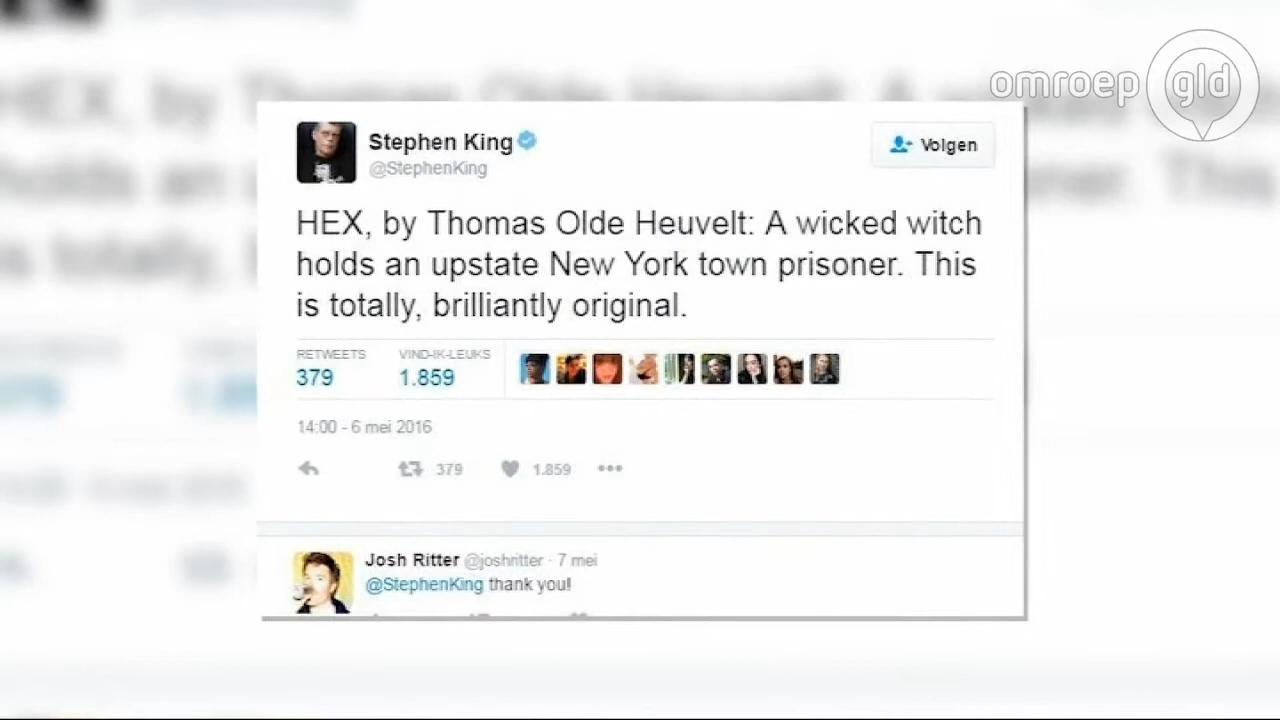 omroep gld
Stephen King
@StephenKing
Volgen
HEX, by Thomas Olde Heuvelt: A wicked witch
holds an upstate New York town prisoner. This
is totally, brilliantly original.
RETWEETS VIND-IK-LEUKS
379 1.859
14:00 - 6 mei 2016
379 1.859
Josh Ritter @joshritter · 7 mei
@StephenKing thank you!